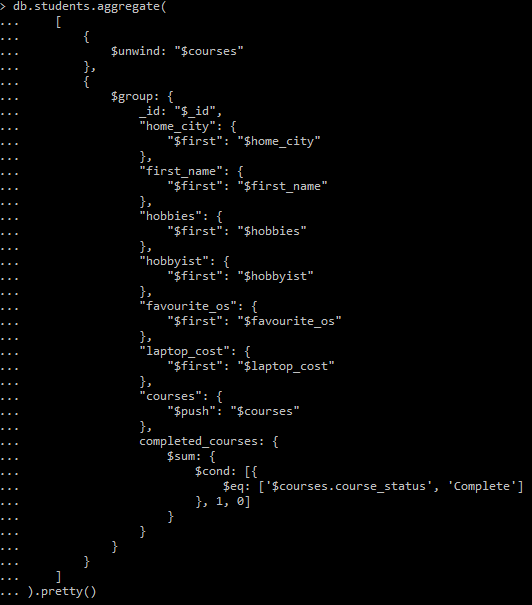 > db.students.aggregate(
...     [
...         {
...             $unwind: "$courses"
...         },
...         {
...             $group: {
...                 _id: "$_id",
...                 "home_city": {
...                     "$first": "$home_city"
...                 },
...                 "first_name": {
...                     "$first": "$first_name"
...                 },
...                 "hobbies": {
...                     "$first": "$hobbies"
...                 },
...                 "hobbyist": {
...                     "$first": "$hobbyist"
...                 },
...                 "favourite_os": {
...                     "$first": "$favourite_os"
...                 },
...                 "laptop_cost": {
...                     "$first": "$laptop_cost"
...                 },
...                 "courses": {
...                     "$push": "$courses"
...                 },
...                 completed_courses: {
...                     $sum: {
...                         $cond: [{
...                             $eq: ['$courses.course_status', 'Complete']
...                         }, 1, 0]
...                     }
...                 }
...             }
...         }
...     ]
... ).pretty()